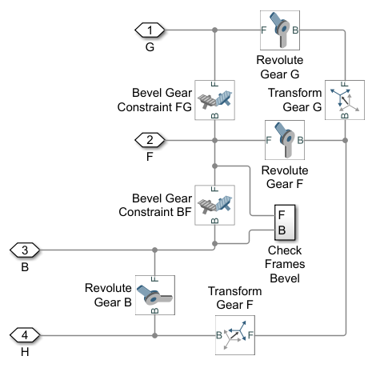 1
G
F
B
Revolute
Gear G
Bevel Gear
Constraint FG
F
B
Transform
Gear G
F
B
2
F
F
B
Revolute
Gear F
Bevel Gear
Constraint BF
F
B
F
B
Check
Frames
Bevel
3
B
Revolute
Gear B
F
B
Transform
Gear F
4
H
B
F